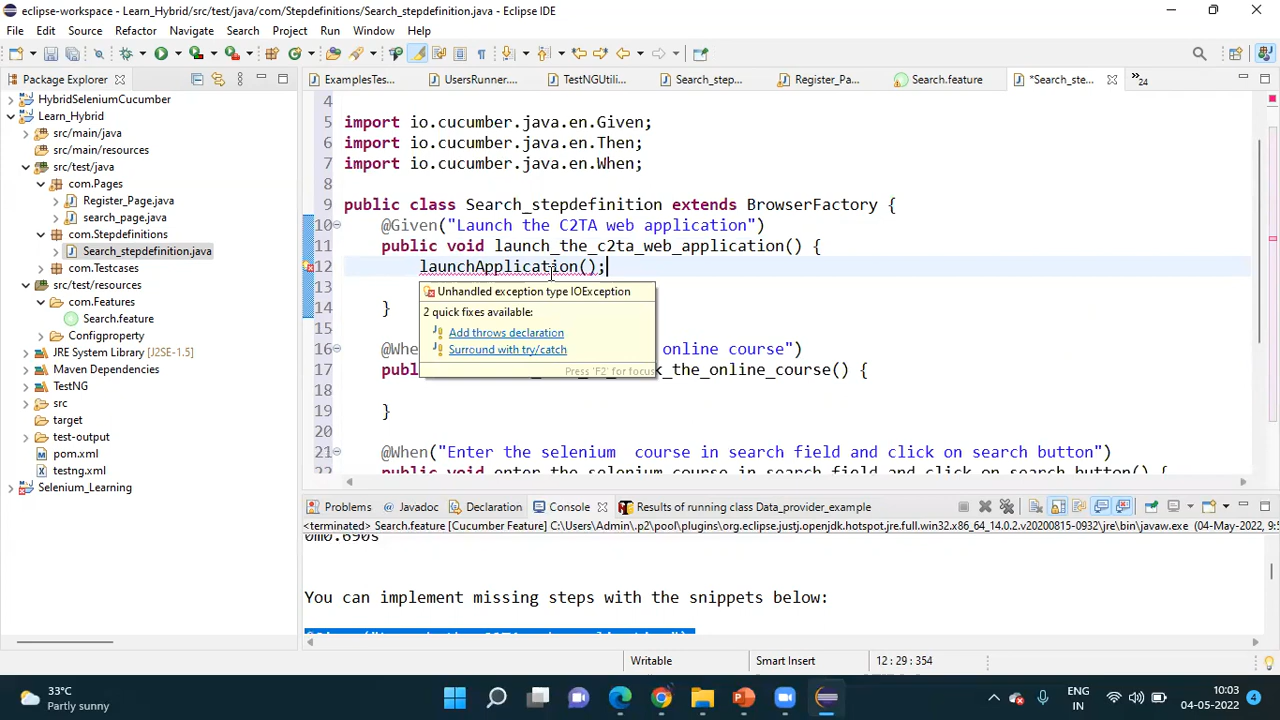 eclipse-workspace - Learn_Hybrid/src/test/java/com/Stepdefinitions/Search_stepdefinition.java - Eclipse IDE
File Edit Source Refactor Navigate Search Project Run Window Help
Package Explorer
ExamplesTes...
UsersRunner....
TestNGUtili...
Search_step...
Register_Pa...
Search.feature
*Search_ste...
24
HybridSeleniumCucumber
Learn_Hybrid
src/main/java
src/main/resources
src/test/java
com.Pages
Register_Page.java
search_page.java
com.Stepdefinitions
Search_stepdefinition.java
com.Testcases
src/test/resources
com.Features
Search.feature
Configproperty
JRE System Library [J2SE-1.5]
Maven Dependencies
TestNG
src
target
test-output
pom.xml
testng.xml
Selenium_Learning
4
5 import io.cucumber.java.en.Given;
6 import io.cucumber.java.en.Then;
7 import io.cucumber.java.en.When;
8
9 public class Search_stepdefinition extends BrowserFactory {
10 @Given("Launch the C2TA web application")
11 public void launch_the_c2ta_web_application() {
12 launchApplication();
13
14 }
15
16 @Whe online course")
17 pub k_the_online_course() {
18
19 }
20
21 @When("Enter the selenium  course in search field and click on search button")
22 public void enter the selenium course in search field and click on search button() {
Unhandled exception type IOException
2 quick fixes available:
Add throws declaration
Surround with try/catch
Press 'F2' for focus
Problems
Javadoc
Declaration
Console
Results of running class Data_provider_example
<terminated> Search.feature [Cucumber Feature] C:\Users\Admin\.p2\pool\plugins\org.eclipse.justj.openjdk.hotspot.jre.full.win32.x86_64_14.0.2.v20200815-0932\jre\bin\javaw.exe (04-May-2022, 9:5
0m0.690s
You can implement missing steps with the snippets below:
@Given("Launch the C2TA web application")
Writable
Smart Insert
12 : 29 : 354
33°C
Partly sunny
ENG
IN
10:03
04-05-2022
4